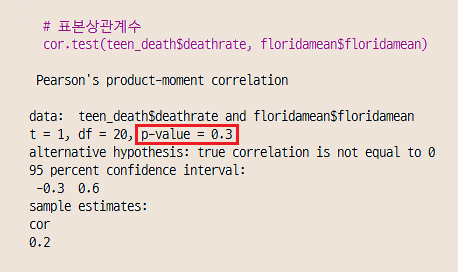 # 표본상관계수
cor.test(teen_death$deathrate, floridamean$floridamean)
Pearson's product-moment correlation
data:  teen_death$deathrate and floridamean$floridamean
t = 1, df = 20, p-value = 0.3
alternative hypothesis: true correlation is not equal to 0
95 percent confidence interval:
-0.3  0.6
sample estimates:
cor
0.2